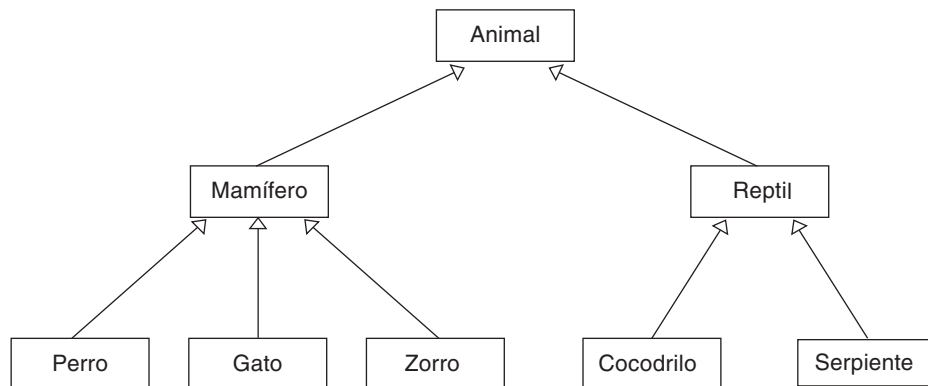 Animal
Mamífero
Reptil
Perro
Gato
Zorro
Cocodrilo
Serpiente